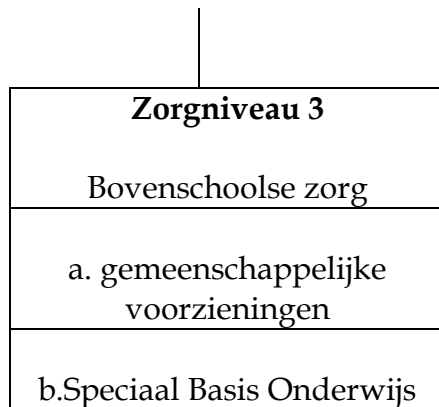 Zorgniveau 3
Bovenschoolse zorg
a. gemeenschappelijke
voorzieningen
b.Speciaal Basis Onderwijs